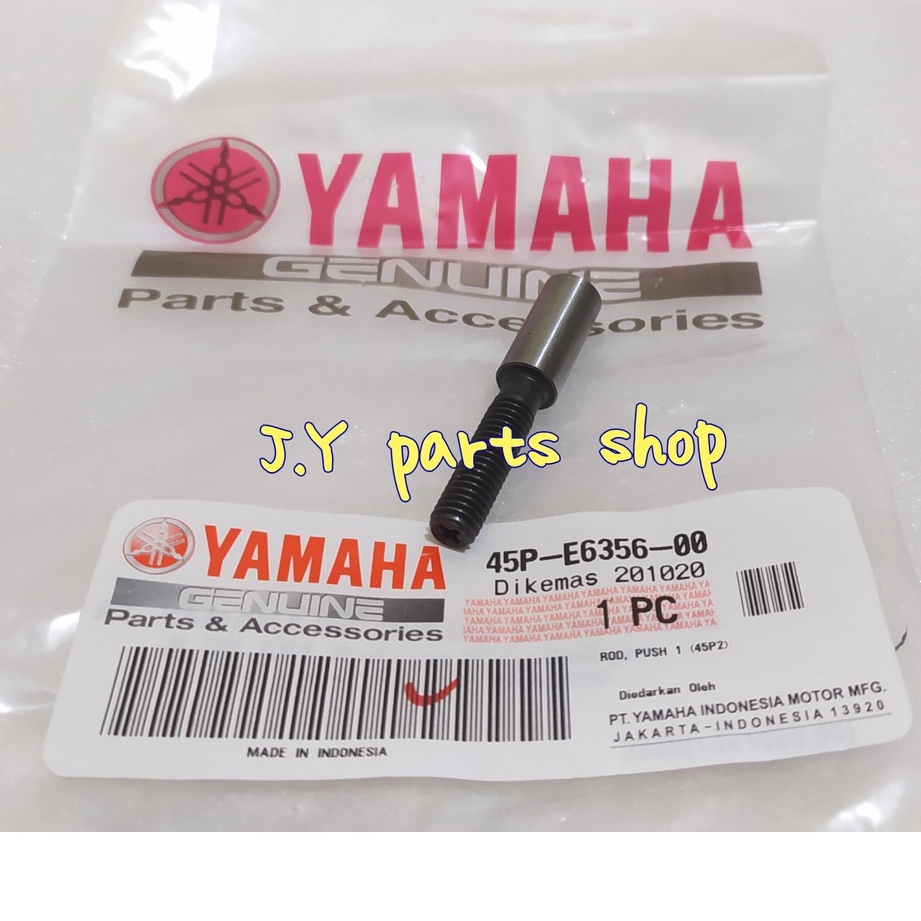 YAMAHA
GENUINE
Parts & Accessories
J.Y parts shop
YAMAHA
GENUINE
Parts & Accessories
45P-E6356-00
Dikemas 201020
1 PC
ROD, PUSH 1 (45P2)
Diedarkan Oleh
PT. YAMAHA INDONESIA MOTOR MFG.
JAKARTA-INDONESIA 13920
MADE IN INDONESIA